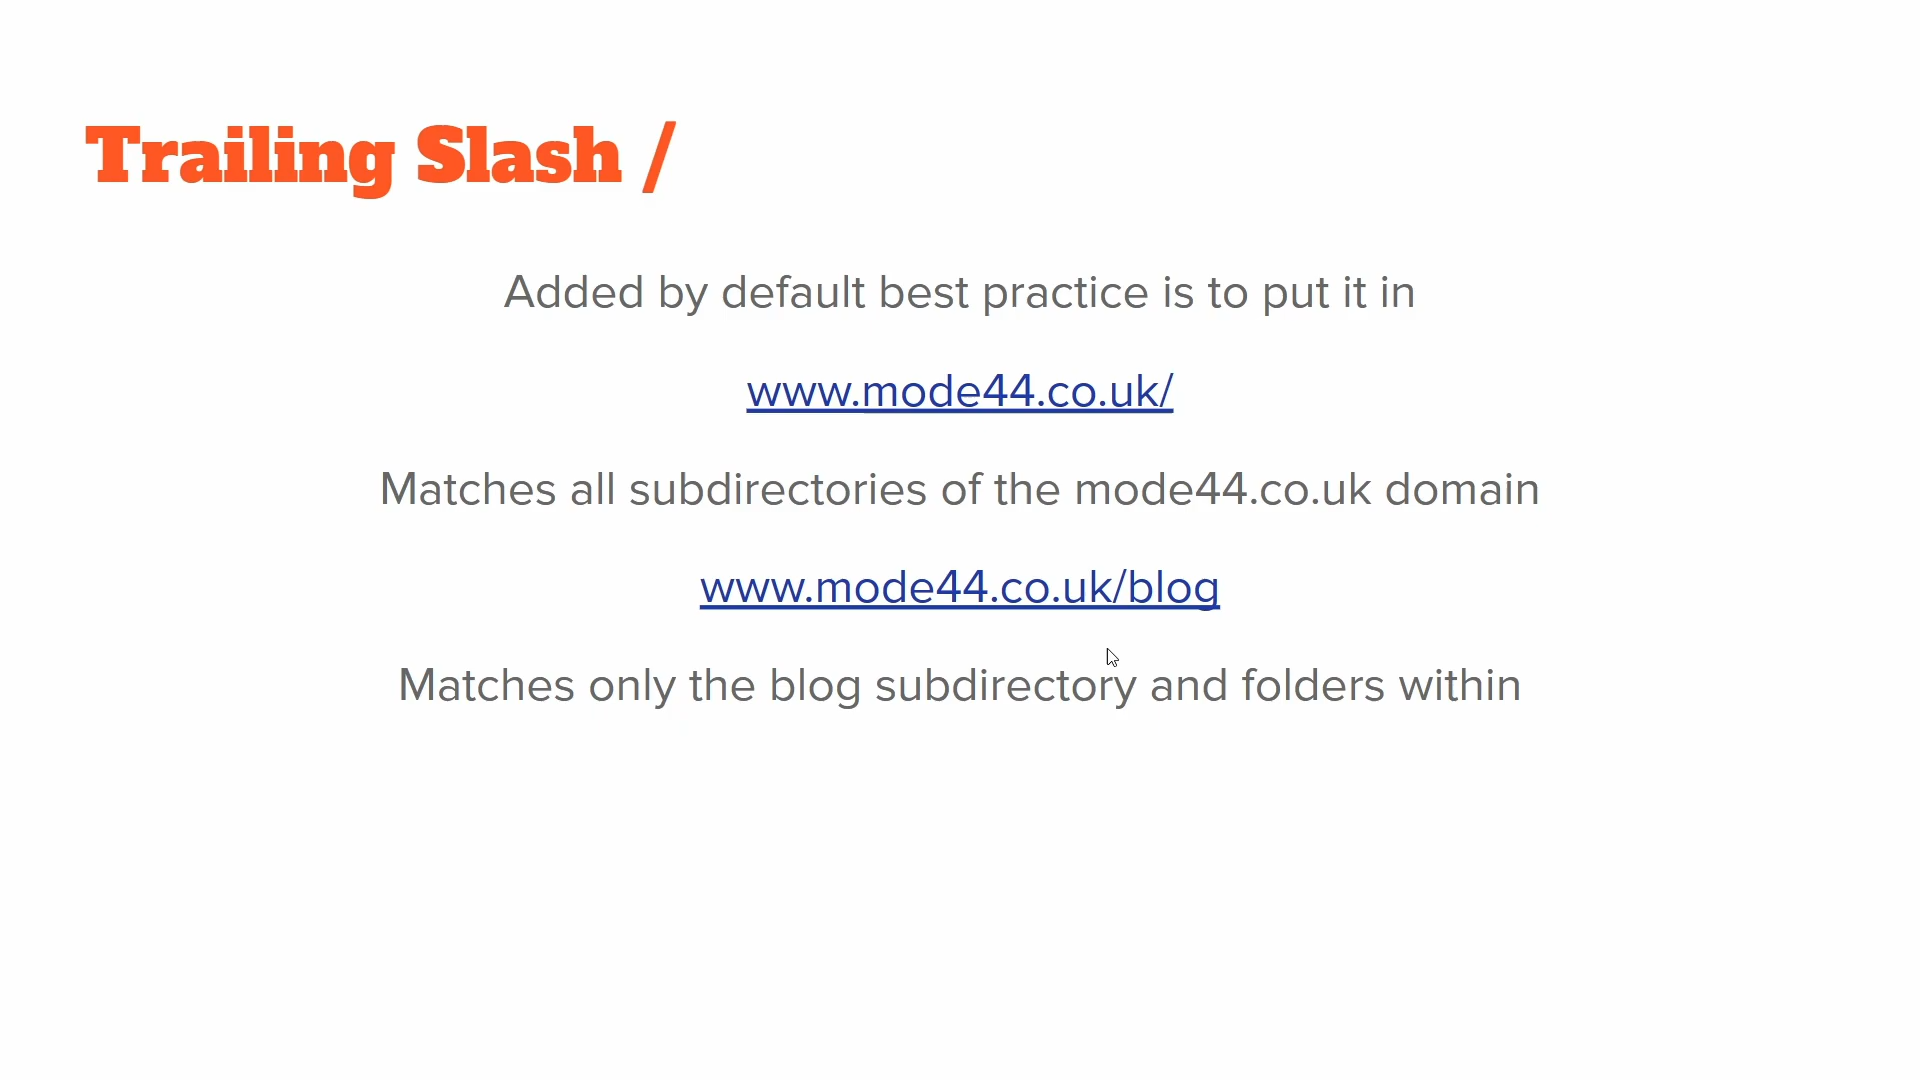 Trailing Slash /
Added by default best practice is to put it in
www.mode44.co.uk/
Matches all subdirectories of the mode44.co.uk domain
www.mode44.co.uk/blog
Matches only the blog subdirectory and folders within